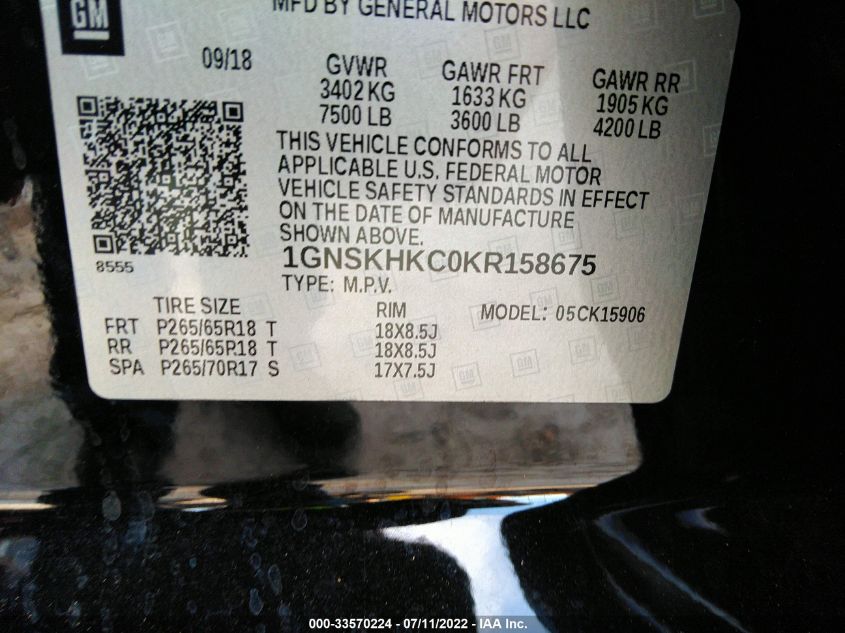 GM
MFD BY GENERAL MOTORS LLC
09/18
GVWR
3402 KG
7500 LB
GAWR FRT
1633 KG
3600 LB
GAWR RR
1905 KG
4200 LB
THIS VEHICLE CONFORMS TO ALL
APPLICABLE U.S. FEDERAL MOTOR
VEHICLE SAFETY STANDARDS IN EFFECT
ON THE DATE OF MANUFACTURE
SHOWN ABOVE.
8555
1GNSKHKC0KR158675
TYPE: M.P.V.
TIRE SIZE RIM MODEL: 05CK15906
FRT P265/65R18 T 18X8.5J
RR P265/65R18 T 18X8.5J
SPA P265/70R17 S 17X7.5J
000-33570224 - 07/11/2022 - IAA Inc.